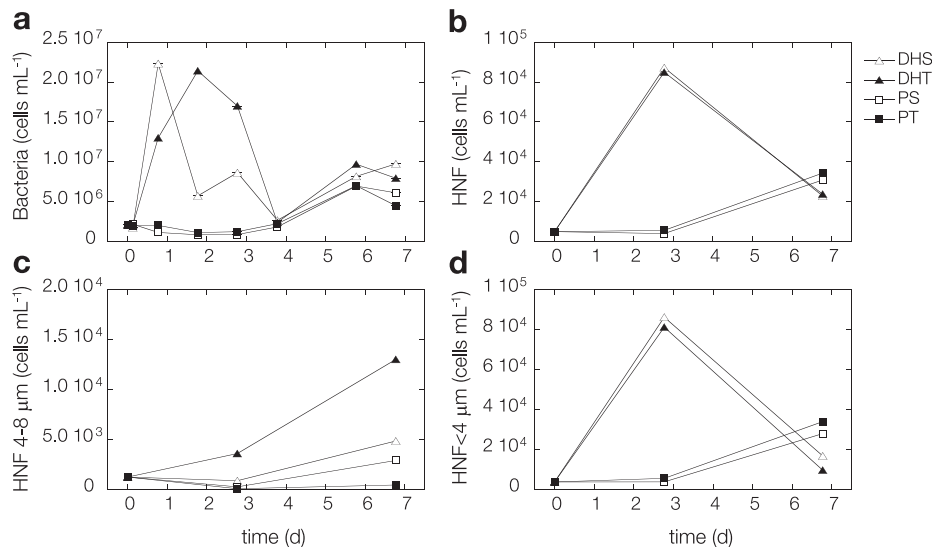 a
Bacteria (cells mL-1)
2.5 10^7
2.0 10^7
1.5 10^7
1.0 10^7
5.0 10^6
0
0 1 2 3 4 5 6 7
b
HNF (cells mL-1)
1 10^5
8 10^4
6 10^4
4 10^4
2 10^4
0
0 1 2 3 4 5 6 7
DHS
DHT
PS
PT
c
HNF 4-8 μm (cells mL-1)
2.0 10^4
1.5 10^4
1.0 10^4
5.0 10^3
0
0 1 2 3 4 5 6 7
time (d)
d
HNF<4 μm (cells mL-1)
1 10^5
8 10^4
6 10^4
4 10^4
2 10^4
0
0 1 2 3 4 5 6 7
time (d)